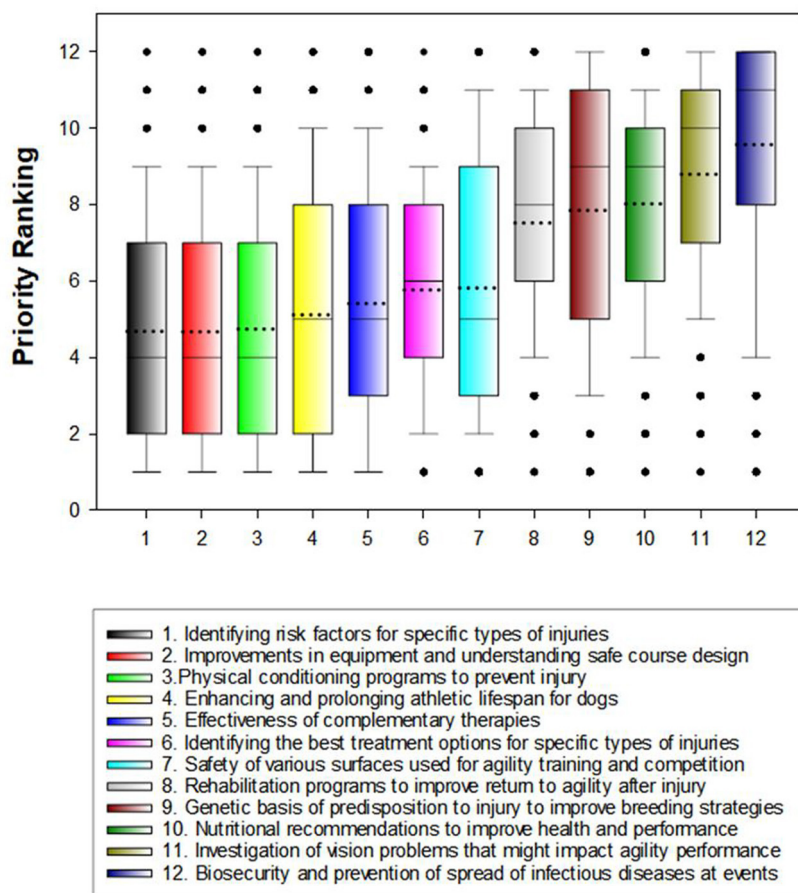 12
10
8
6
4
2
0
Priority Ranking
1 2 3 4 5 6 7 8 9 10 11 12
1. Identifying risk factors for specific types of injuries
2. Improvements in equipment and understanding safe course design
3.Physical conditioning programs to prevent injury
4. Enhancing and prolonging athletic lifespan for dogs
5. Effectiveness of complementary therapies
6. Identifying the best treatment options for specific types of injuries
7. Safety of various surfaces used for agility training and competition
8. Rehabilitation programs to improve return to agility after injury
9. Genetic basis of predisposition to injury to improve breeding strategies
10. Nutritional recommendations to improve health and performance
11. Investigation of vision problems that might impact agility performance
12. Biosecurity and prevention of spread of infectious diseases at events